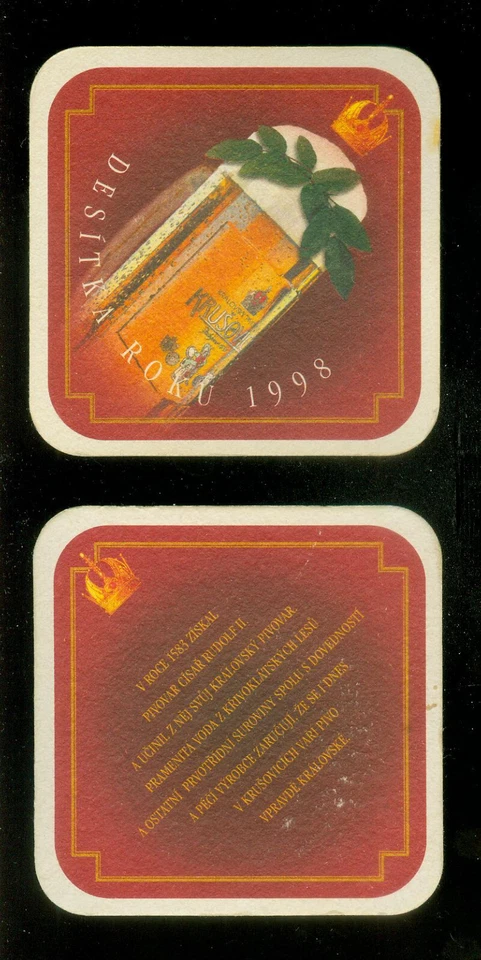 DESÍTKA ROKU 1998
KRUŠOV
V ROCE 1583 ZÍSKAL
PIVOVAR CÍSAŘ RUDOLF II
A UČINIL Z NĚJ SVŮJ KRÁLOVSKÝ PIVOVAR.
PRAMENITÁ VODA Z KŘIVOKLÁTSKÝCH LESŮ
A OSTATNÍ PRVOTŘÍDNÍ SUROVINY SPOLU S DOVEDNOSTÍ
A PÉČÍ VÝROBCE ZARUČUJÍ, ŽE SE I DNES
V KRUŠOVICÍCH VAŘÍ PIVO
VPRAVDĚ KRÁLOVSKÉ.